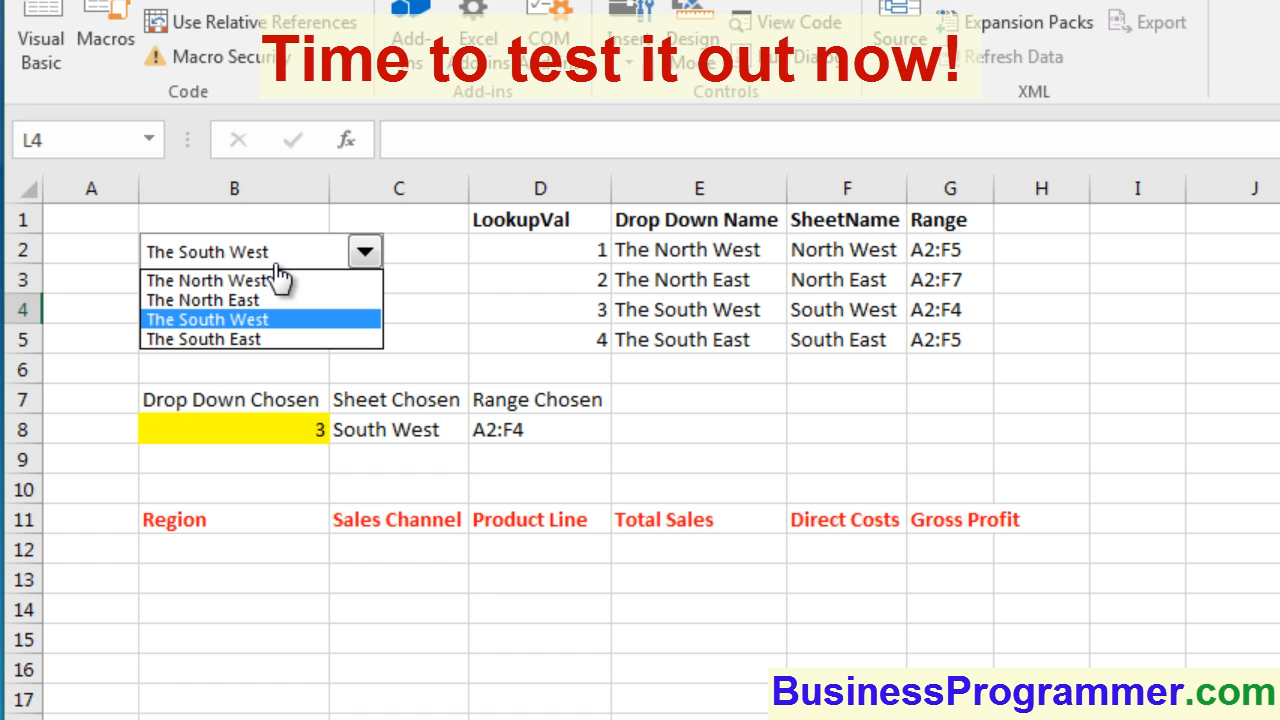 Use Relative References
View Code
Expansion Packs
Export
Visual Basic
Macros
Macro Security
Add-ins
Excel Add-ins
COM Add-ins
Insert
Design Mode
Run Dialog
Source
Refresh Data
Time to test it out now!
Code
Add-ins
Controls
XML
L4
fx
A B C D E F G H I J
1 LookupVal Drop Down Name SheetName Range
2 The South West 1 The North West North West A2:F5
The North West
3 2 The North East North East A2:F7
The North East
4 3 The South West South West A2:F4
The South West
5 4 The South East South East A2:F5
The South East
6
7 Drop Down Chosen Sheet Chosen Range Chosen
8 3 South West A2:F4
9
10
11 Region Sales Channel Product Line Total Sales Direct Costs Gross Profit
12
13
14
15
16
17
BusinessProgrammer.com